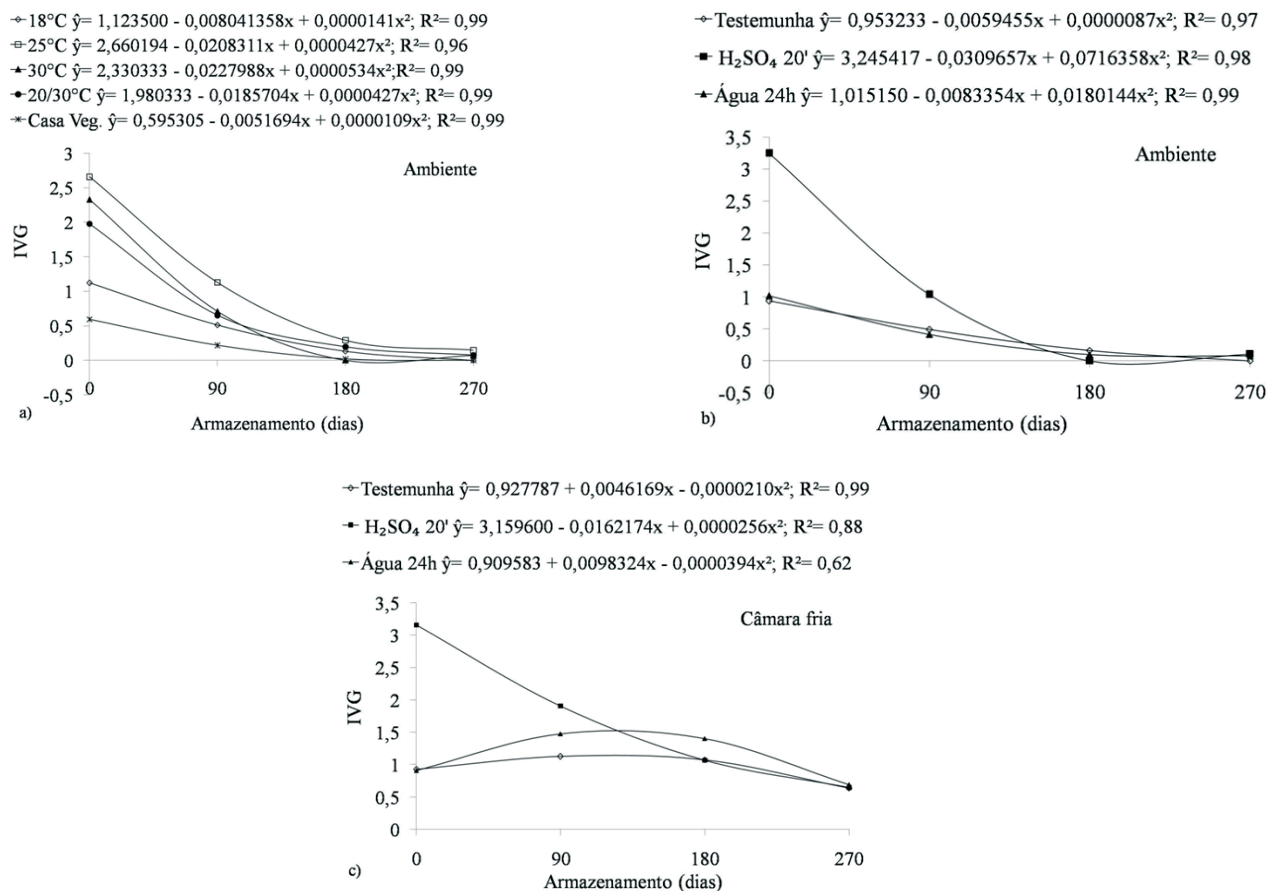 18°C ŷ= 1,123500 - 0,008041358x + 0,0000141x²; R²= 0,99
25°C ŷ= 2,660194 - 0,0208311x + 0,0000427x²; R²= 0,96
30°C ŷ= 2,330333 - 0,0227988x + 0,0000534x²;R²= 0,99
20/30°C ŷ= 1,980333 - 0,0185704x + 0,0000427x²; R²= 0,99
Casa Veg. ŷ= 0,595305 - 0,0051694x + 0,0000109x²; R²= 0,99
Ambiente
3
2,5
2
1,5
1
0,5
0
-0,5
IVG
0 90 180 270
Armazenamento (dias)
a)
Testemunha ŷ= 0,953233 - 0,0059455x + 0,0000087x²; R²= 0,97
H₂SO₄ 20' ŷ= 3,245417 - 0,0309657x + 0,0716358x²; R²= 0,98
Água 24h ŷ= 1,015150 - 0,0083354x + 0,0180144x²; R²= 0,99
Ambiente
3,5
3
2,5
2
1,5
1
0,5
0
-0,5
IVG
0 90 180 270
Armazenamento (dias)
b)
Testemunha ŷ= 0,927787 + 0,0046169x - 0,0000210x²; R²= 0,99
H₂SO₄ 20' ŷ= 3,159600 - 0,0162174x + 0,0000256x²; R²= 0,88
Água 24h ŷ= 0,909583 + 0,0098324x - 0,0000394x²; R²= 0,62
Câmara fria
3,5
3
2,5
2
1,5
1
0,5
0
IVG
0 90 180 270
Armazenamento (dias)
c)